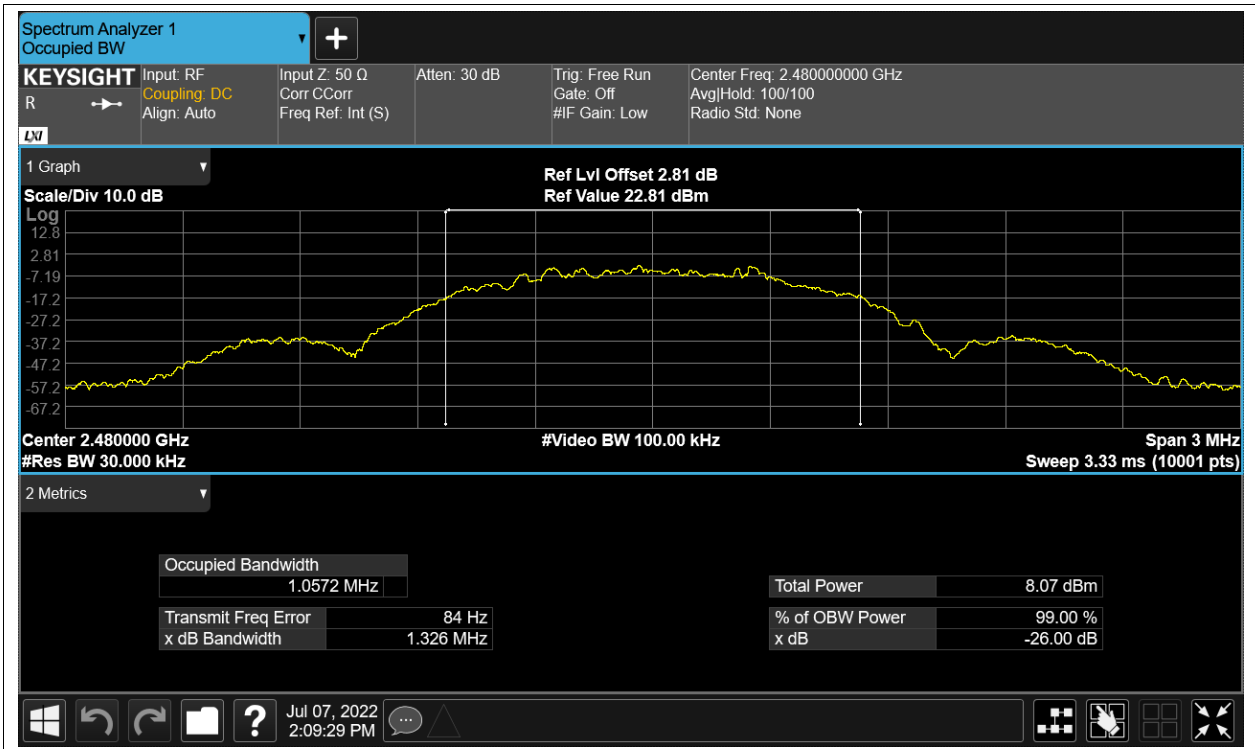 Spectrum Analyzer 1
Occupied BW
KEYSIGHT
R
LXI
Input: RF
Coupling: DC
Align: Auto
Input Z: 50 Ω
Corr CCorr
Freq Ref: Int (S)
Atten: 30 dB
Trig: Free Run
Gate: Off
#IF Gain: Low
Center Freq: 2.480000000 GHz
Avg|Hold: 100/100
Radio Std: None
1 Graph
Scale/Div 10.0 dB
Ref Lvl Offset 2.81 dB
Ref Value 22.81 dBm
Log
12.8
2.81
-7.19
-17.2
-27.2
-37.2
-47.2
-57.2
-67.2
Center 2.480000 GHz
#Res BW 30.000 kHz
#Video BW 100.00 kHz
Span 3 MHz
Sweep 3.33 ms (10001 pts)
2 Metrics
Occupied Bandwidth
1.0572 MHz
Transmit Freq Error 84 Hz
x dB Bandwidth 1.326 MHz
Total Power 8.07 dBm
% of OBW Power 99.00 %
x dB -26.00 dB
?
Jul 07, 2022
2:09:29 PM